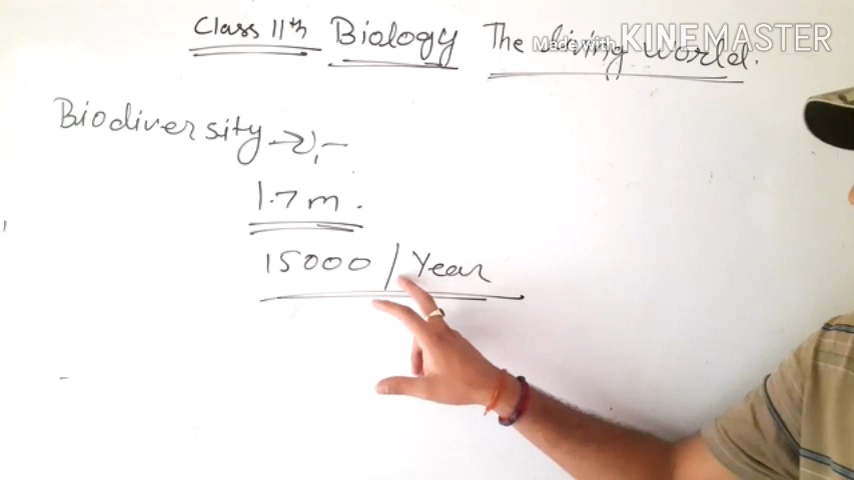 Class 11th Biology The living world.
Made with KINEMASTER
Biodiversity →
1.7 m.
15000 / Year